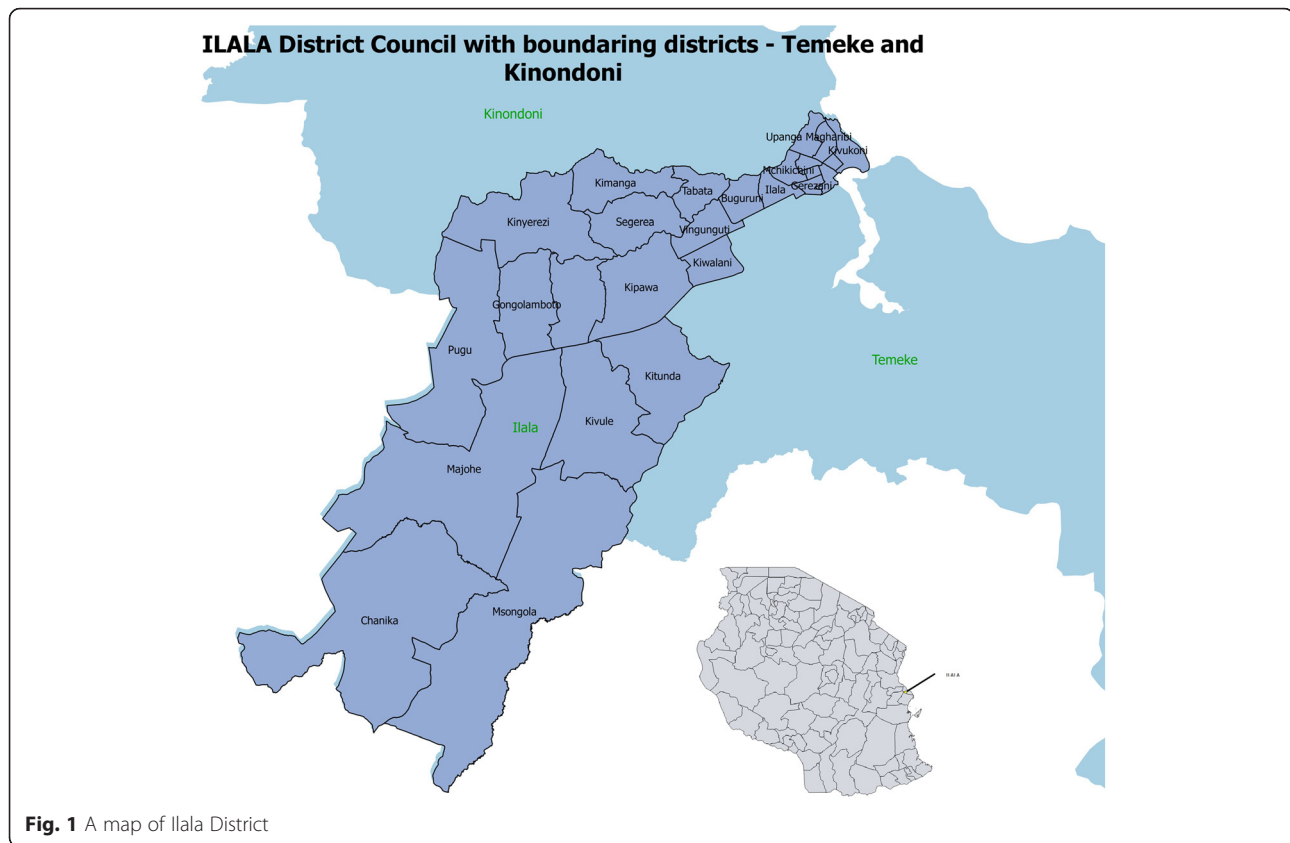 ILALA District Council with boundaring districts - Temeke and
Kinondoni
Kinondoni
Upanga Magharibi
Kivukoni
Mchikichini
Gerezani
Ilala
Kimanga
Tabata
Buguruni
Kinyerezi
Segerea
Vingunguti
Kiwalani
Kipawa
Gongolamboto
Pugu
Kitunda
Temeke
Ilala
Kivule
Majohe
Chanika
Msongola
ILALA
Fig. 1 A map of Ilala District